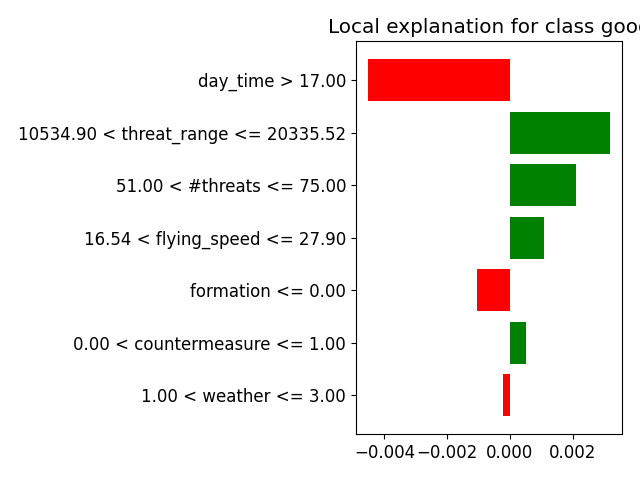 Local explanation for class goo
day_time > 17.00
10534.90 < threat_range <= 20335.52
51.00 < #threats <= 75.00
16.54 < flying_speed <= 27.90
formation <= 0.00
0.00 < countermeasure <= 1.00
1.00 < weather <= 3.00
−0.004 −0.002 0.000 0.002